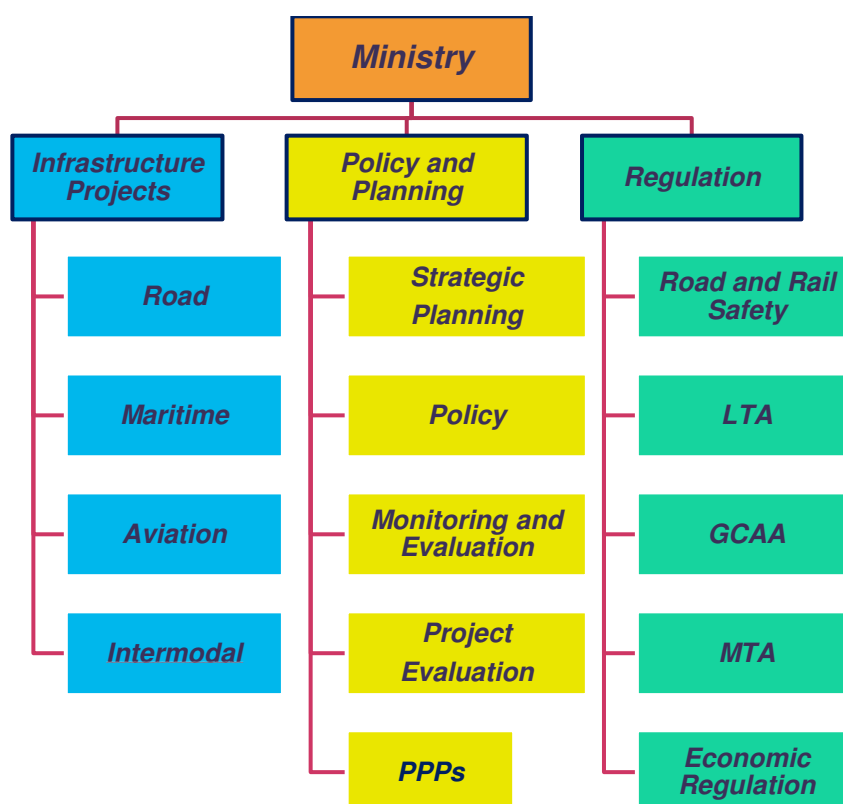 Ministry
Infrastructure
Projects
Policy and
Planning
Regulation
Road
Maritime
Aviation
Intermodal
Strategic
Planning
Policy
Monitoring and
Evaluation
Project
Evaluation
PPPs
Road and Rail
Safety
LTA
GCAA
MTA
Economic
Regulation